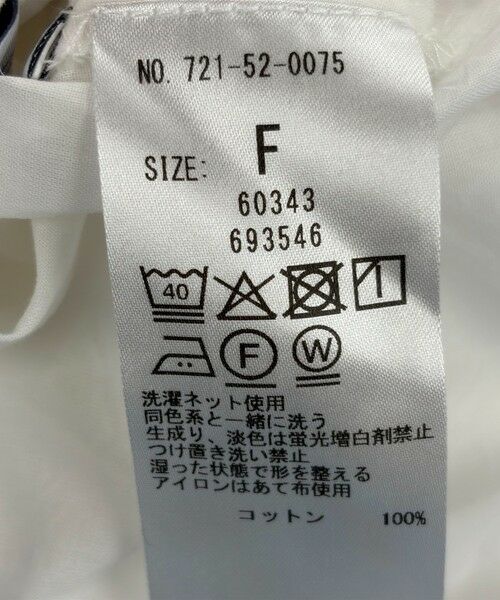 NO. 721-52-0075
SIZE: F
60343
693546
40
F W
洗濯ネット使用
同色系と一緒に洗う
生成り、淡色は蛍光増白剤禁止
つけ置き洗い禁止
湿った状態で形を整える
アイロンはあて布使用
コットン 100%